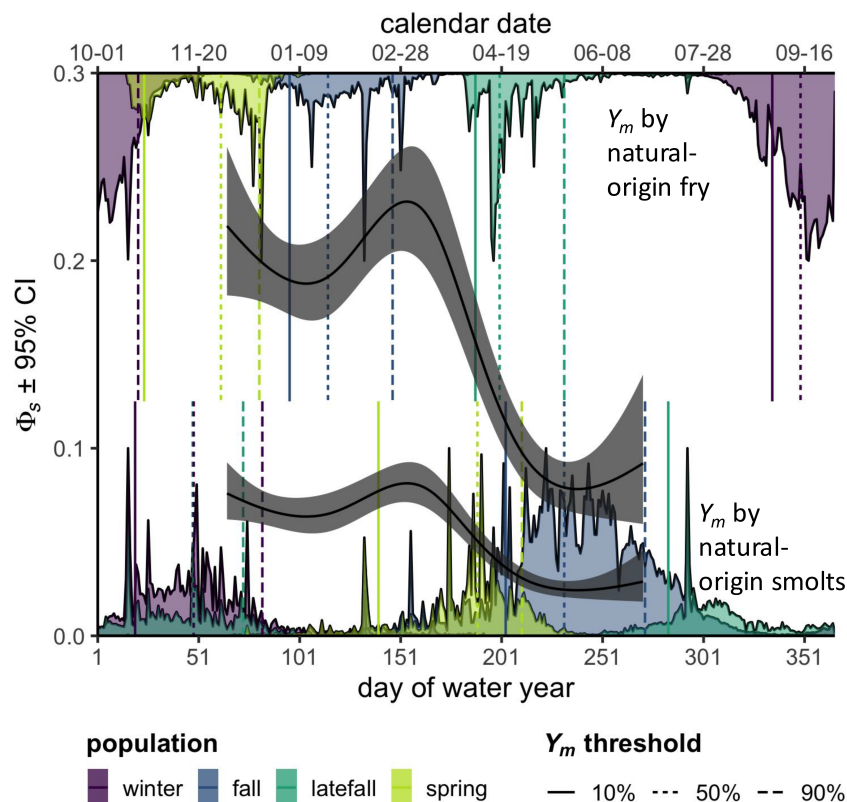 calendar date
10-01 11-20 01-09 02-28 04-19 06-08 07-28 09-16
0.3
0.2
0.1
0.0
Φs ± 95% CI
Ym by
natural-
origin fry
Ym by
natural-
origin smolts
1 51 101 151 201 251 301 351
day of water year
population
winter fall latefall spring
Ym threshold
10% 50% 90%